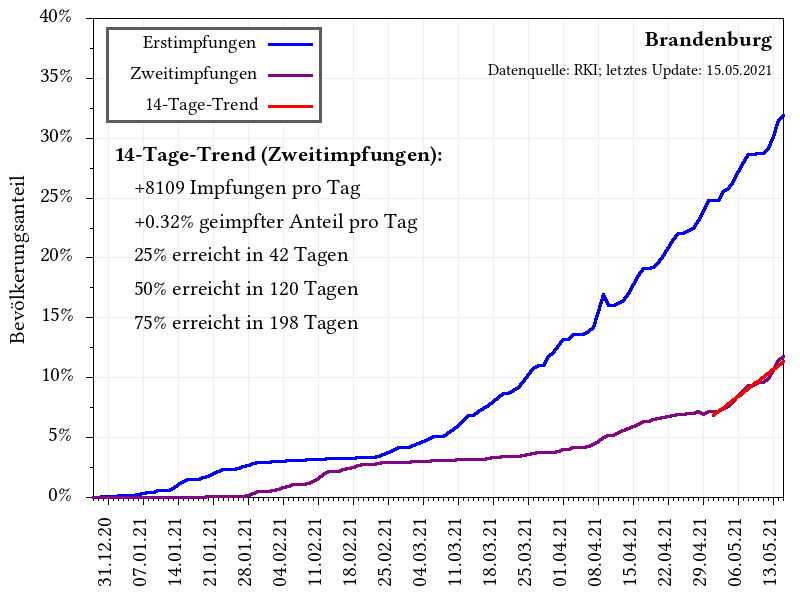 Brandenburg
Datenquelle: RKI; letztes Update: 15.05.2021
Erstimpfungen
Zweitimpfungen
14-Tage-Trend
14-Tage-Trend (Zweitimpfungen):
+8109 Impfungen pro Tag
+0.32% geimpfter Anteil pro Tag
25% erreicht in 42 Tagen
50% erreicht in 120 Tagen
75% erreicht in 198 Tagen
Bevölkerungsanteil
40%
35%
30%
25%
20%
15%
10%
5%
0%
31.12.20
07.01.21
14.01.21
21.01.21
28.01.21
04.02.21
11.02.21
18.02.21
25.02.21
04.03.21
11.03.21
18.03.21
25.03.21
01.04.21
08.04.21
15.04.21
22.04.21
29.04.21
06.05.21
13.05.21